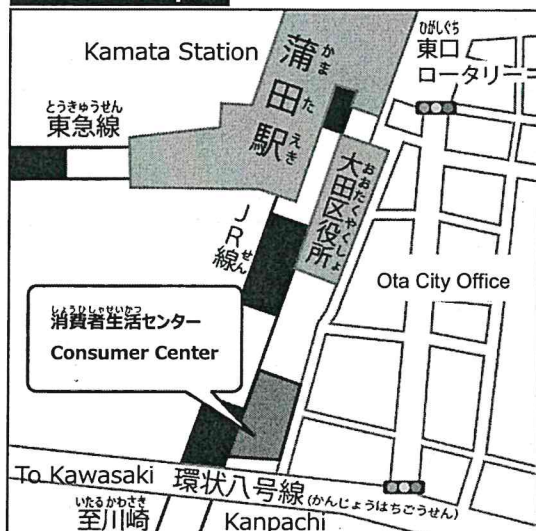 Kamata Station
かまたえき
蒲田駅
ひがしぐち
東口
ロータリー
とうきゅうせん
東急線
おおたくやくしょ
大田区役所
せん
JR線
Ota City Office
しょうひしゃせいかつ
消費者生活センター
Consumer Center
To Kawasaki
環状八号線(かんじょうはちごうせん)
いたるかわさき
至川崎
Kanpachi